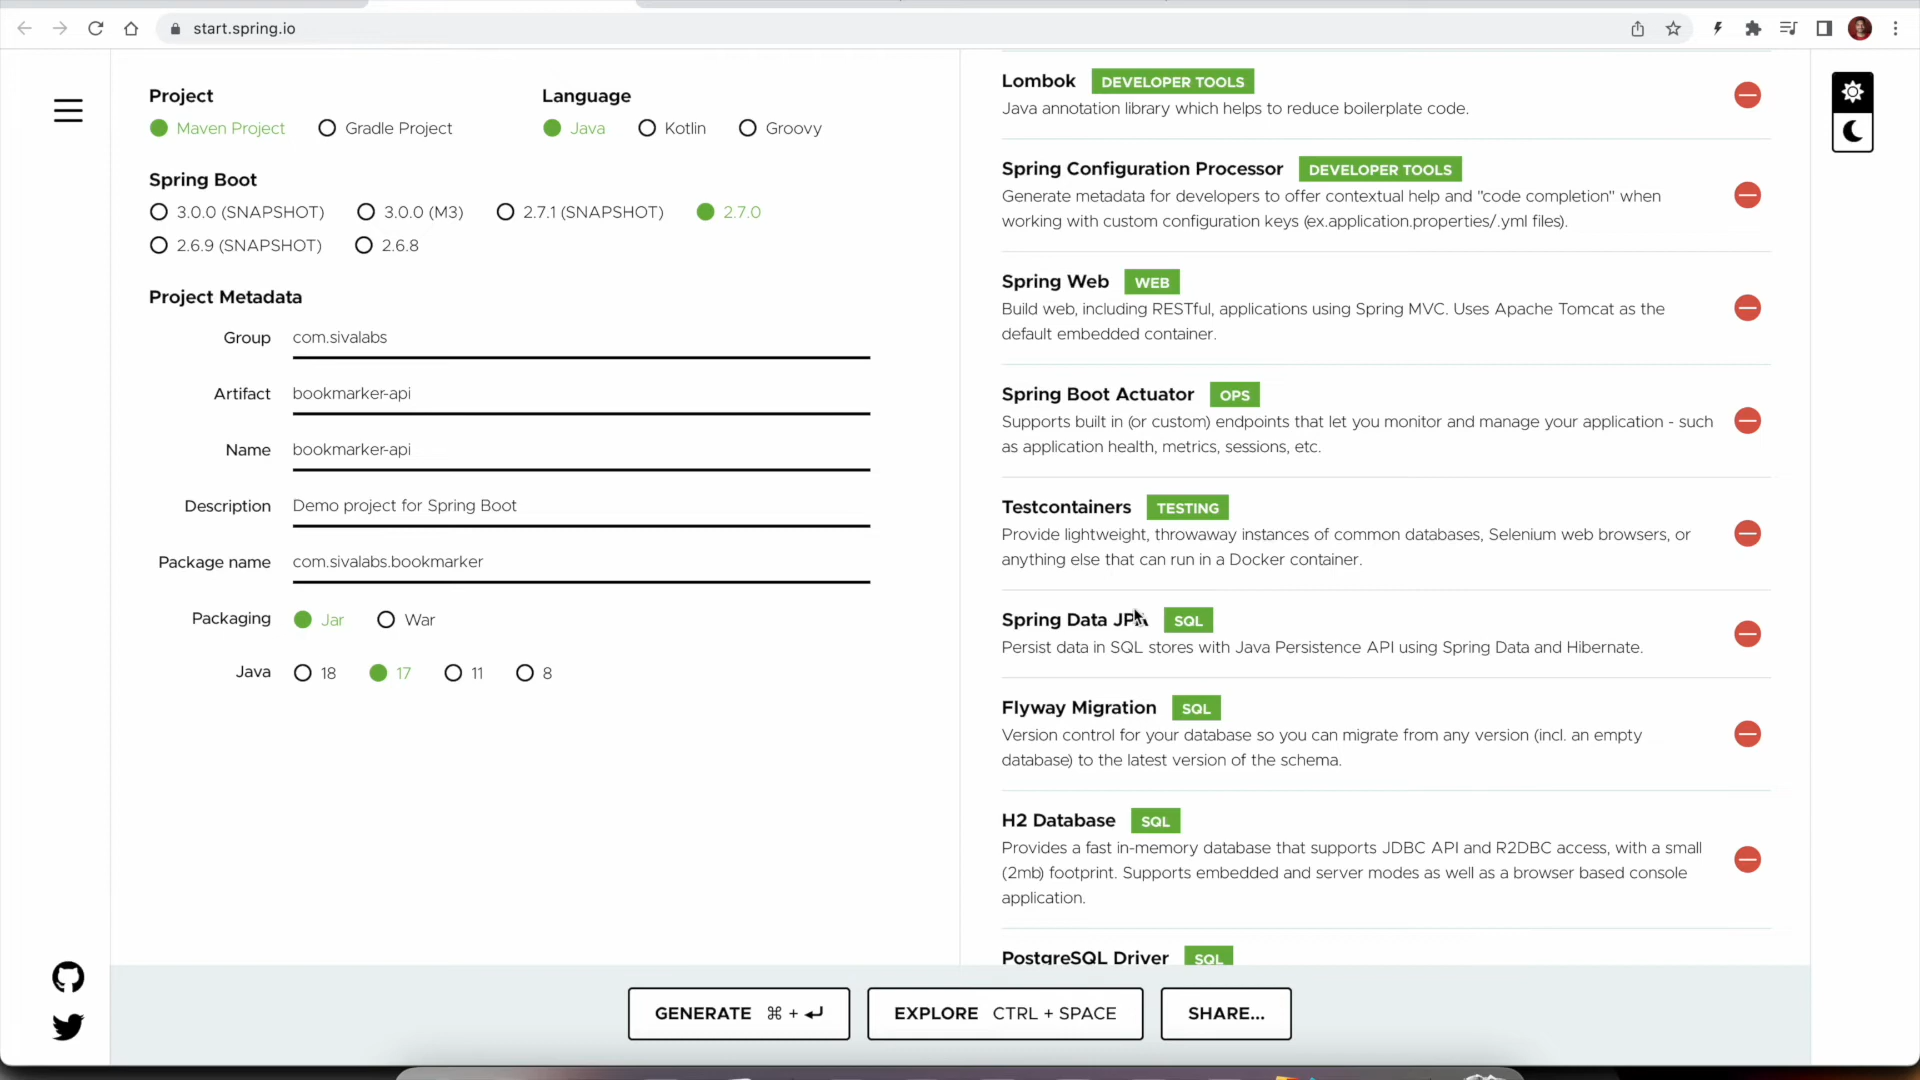 start.spring.io
Project
Maven Project
Gradle Project
Language
Java
Kotlin
Groovy
Spring Boot
3.0.0 (SNAPSHOT)
3.0.0 (M3)
2.7.1 (SNAPSHOT)
2.7.0
2.6.9 (SNAPSHOT)
2.6.8
Project Metadata
Group com.sivalabs
Artifact bookmarker-api
Name bookmarker-api
Description Demo project for Spring Boot
Package name com.sivalabs.bookmarker
Packaging Jar War
Java 18 17 11 8
Lombok DEVELOPER TOOLS
Java annotation library which helps to reduce boilerplate code.
Spring Configuration Processor DEVELOPER TOOLS
Generate metadata for developers to offer contextual help and "code completion" when
working with custom configuration keys (ex.application.properties/.yml files).
Spring Web WEB
Build web, including RESTful, applications using Spring MVC. Uses Apache Tomcat as the
default embedded container.
Spring Boot Actuator OPS
Supports built in (or custom) endpoints that let you monitor and manage your application - such
as application health, metrics, sessions, etc.
Testcontainers TESTING
Provide lightweight, throwaway instances of common databases, Selenium web browsers, or
anything else that can run in a Docker container.
Spring Data JPA SQL
Persist data in SQL stores with Java Persistence API using Spring Data and Hibernate.
Flyway Migration SQL
Version control for your database so you can migrate from any version (incl. an empty
database) to the latest version of the schema.
H2 Database SQL
Provides a fast in-memory database that supports JDBC API and R2DBC access, with a small
(2mb) footprint. Supports embedded and server modes as well as a browser based console
application.
PostgreSQL Driver SQL
GENERATE ⌘ + ↵
EXPLORE CTRL + SPACE
SHARE...